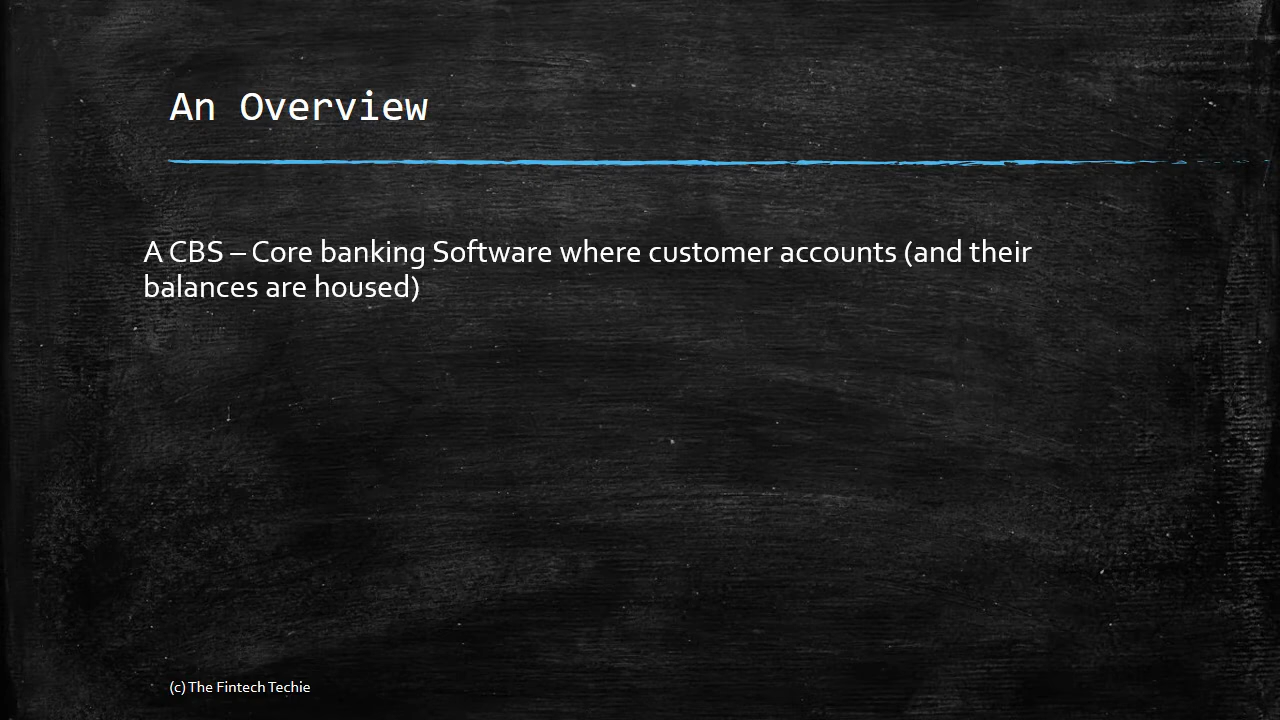 An Overview
A CBS – Core banking Software where customer accounts (and their
balances are housed)
(c) The Fintech Techie